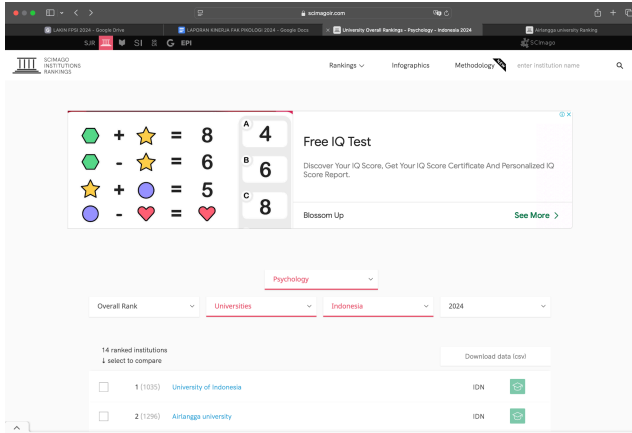 scimagoir.com
LAKIN FPSI 2024 - Google Drive
LAPORAN KINERJA FAK PIKOLOGI 2024 - Google Docs
University Overall Rankings - Psychology - Indonesia 2024
Airlangga university Ranking
SJR
SI
G
EPI
SCImago
SCIMAGO
INSTITUTIONS
RANKINGS
Rankings
Infographics
Methodology
enter institution name
+ = 8
- = 6
+ = 5
- =
A 4
B 6
C 8
Free IQ Test
Discover Your IQ Score, Get Your IQ Score Certificate And Personalized IQ
Score Report.
Blossom Up
See More >
Psychology
Overall Rank
Universities
Indonesia
2024
14 ranked institutions
↓ select to compare
Download data (csv)
1 (1035) University of Indonesia IDN
2 (1296) Airlangga university IDN